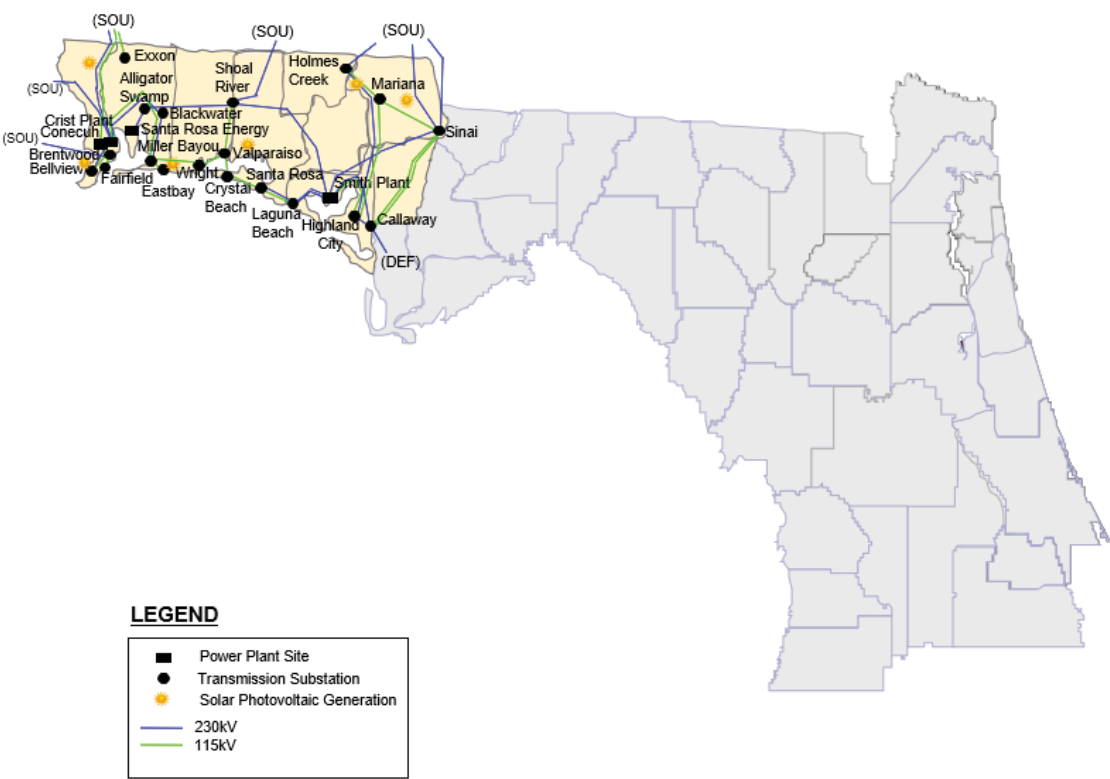 (SOU)
(SOU)
(SOU)
Exxon
Holmes
Creek
Shoal
River
Alligator
Swamp
Mariana
(SOU)
Blackwater
Crist Plant
Conecuh
Santa Rosa Energy
Sinai
(SOU)
Miller Bayou
Valparaiso
Brentwood
Bellview
Fairfield
Wright
Santa Rosa
Smith Plant
Eastbay
Crystal
Beach
Laguna
Beach
Highland
City
Callaway
(DEF)
LEGEND
Power Plant Site
Transmission Substation
Solar Photovoltaic Generation
230kV
115kV